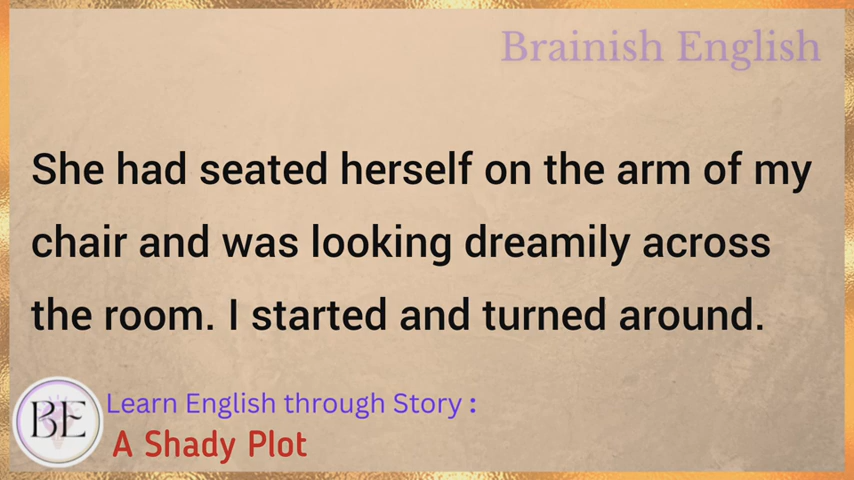 Brainish English
She had seated herself on the arm of my
chair and was looking dreamily across
the room. I started and turned around.
BE
Learn English through Story :
A Shady Plot